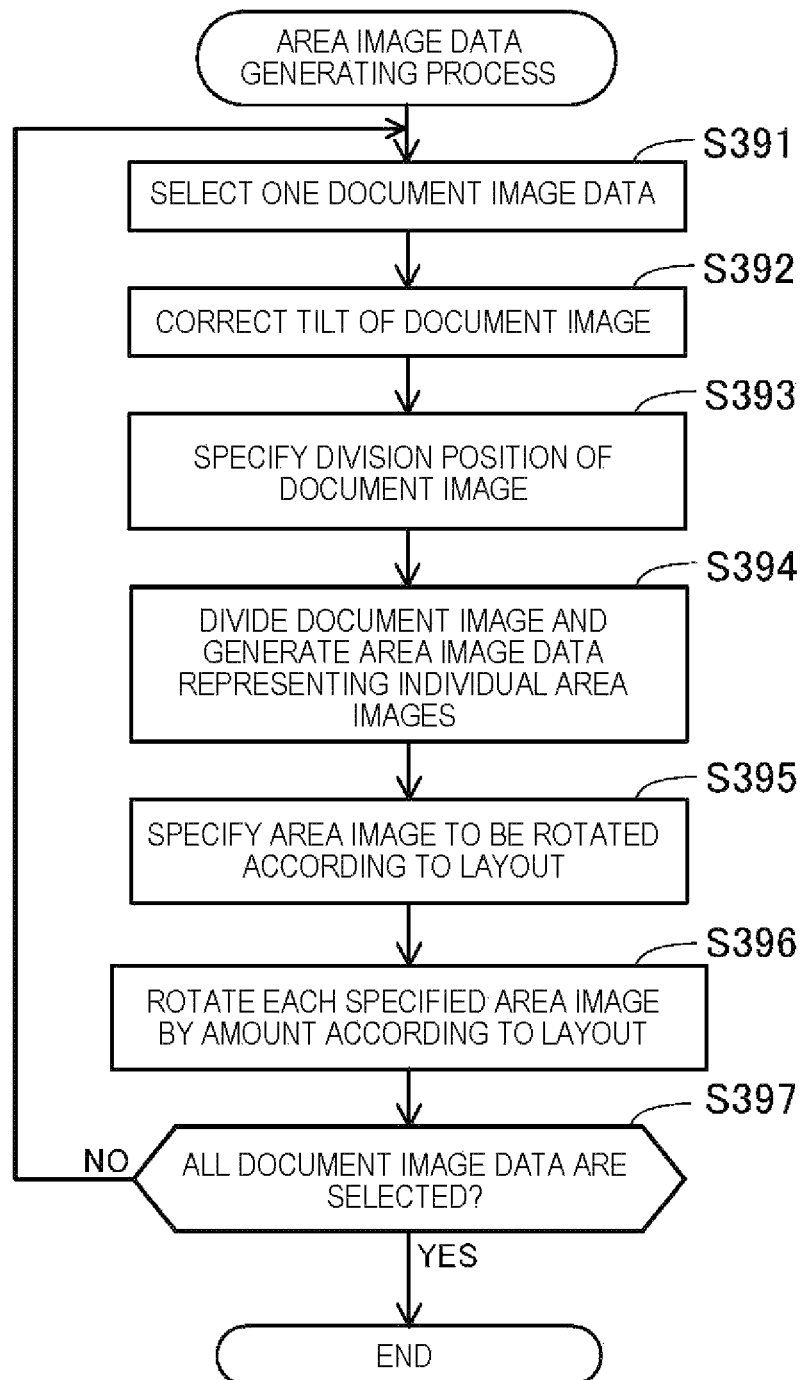 AREA IMAGE DATA
GENERATING PROCESS
S391
SELECT ONE DOCUMENT IMAGE DATA
S392
CORRECT TILT OF DOCUMENT IMAGE
S393
SPECIFY DIVISION POSITION OF
DOCUMENT IMAGE
S394
DIVIDE DOCUMENT IMAGE AND
GENERATE AREA IMAGE DATA
REPRESENTING INDIVIDUAL AREA
IMAGES
S395
SPECIFY AREA IMAGE TO BE ROTATED
ACCORDING TO LAYOUT
S396
ROTATE EACH SPECIFIED AREA IMAGE
BY AMOUNT ACCORDING TO LAYOUT
S397
NO
ALL DOCUMENT IMAGE DATA ARE
SELECTED?
YES
END